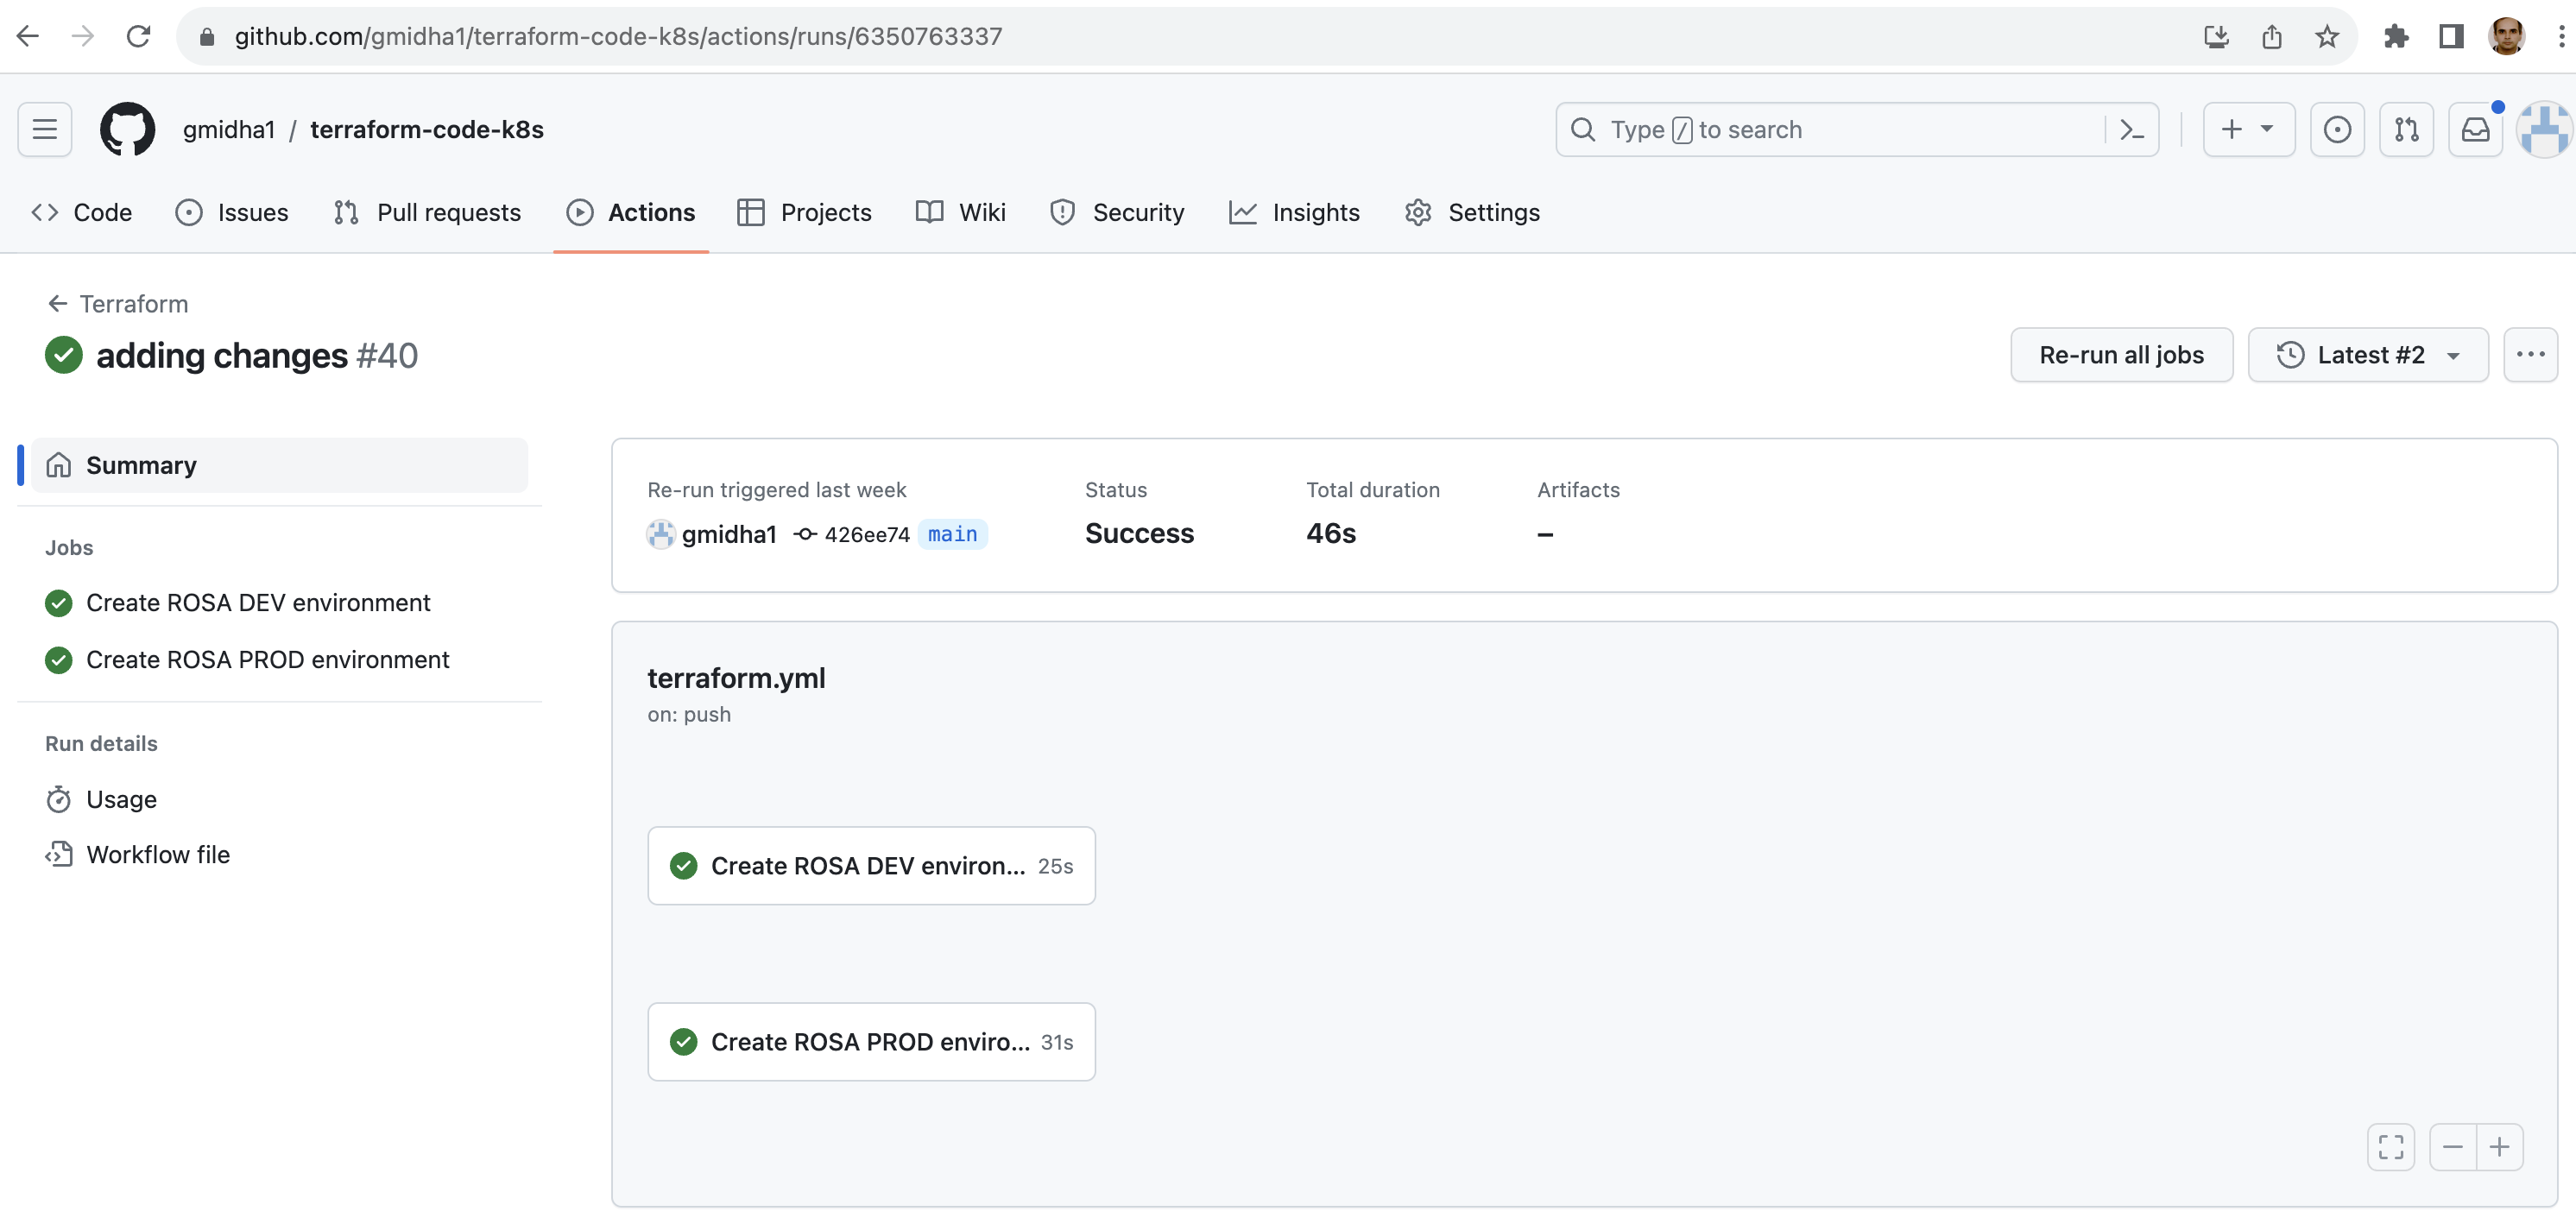 github.com/gmidha1/terraform-code-k8s/actions/runs/6350763337
gmidha1 / terraform-code-k8s
Type / to search
Code Issues Pull requests Actions Projects Wiki Security Insights Settings
Terraform
adding changes #40
Re-run all jobs
Latest #2
Summary
Jobs
Create ROSA DEV environment
Create ROSA PROD environment
Run details
Usage
Workflow file
Re-run triggered last week
gmidha1 426ee74 main
Status
Success
Total duration
46s
Artifacts
–
terraform.yml
on: push
Create ROSA DEV environ... 25s
Create ROSA PROD enviro... 31s